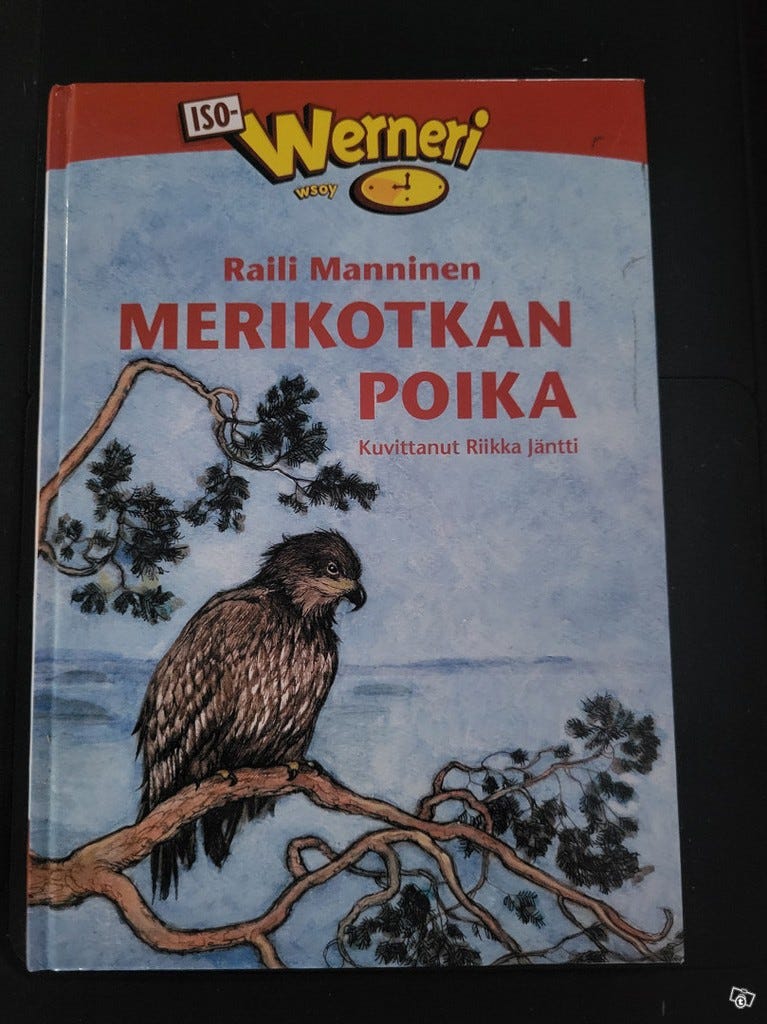 ISO-
Werneri
wsoy
Raili Manninen
MERIKOTKAN
POIKA
Kuvittanut Riikka Jäntti